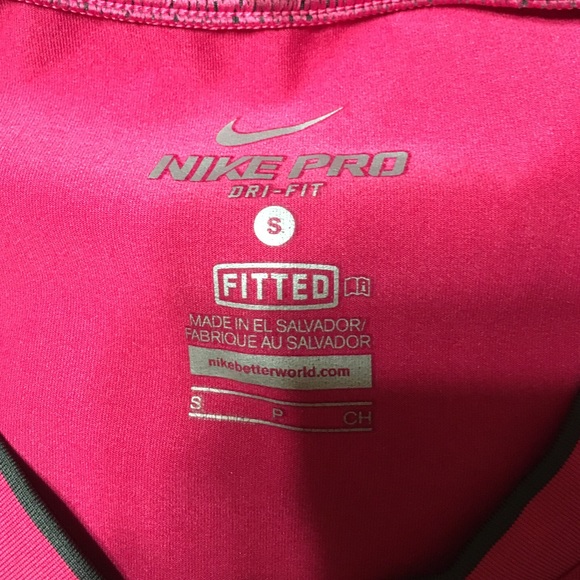 NIKE PRO
DRI-FIT
S
FITTED
MADE IN EL SALVADOR/
FABRIQUE AU SALVADOR
nikebetterworld.com
S P CH